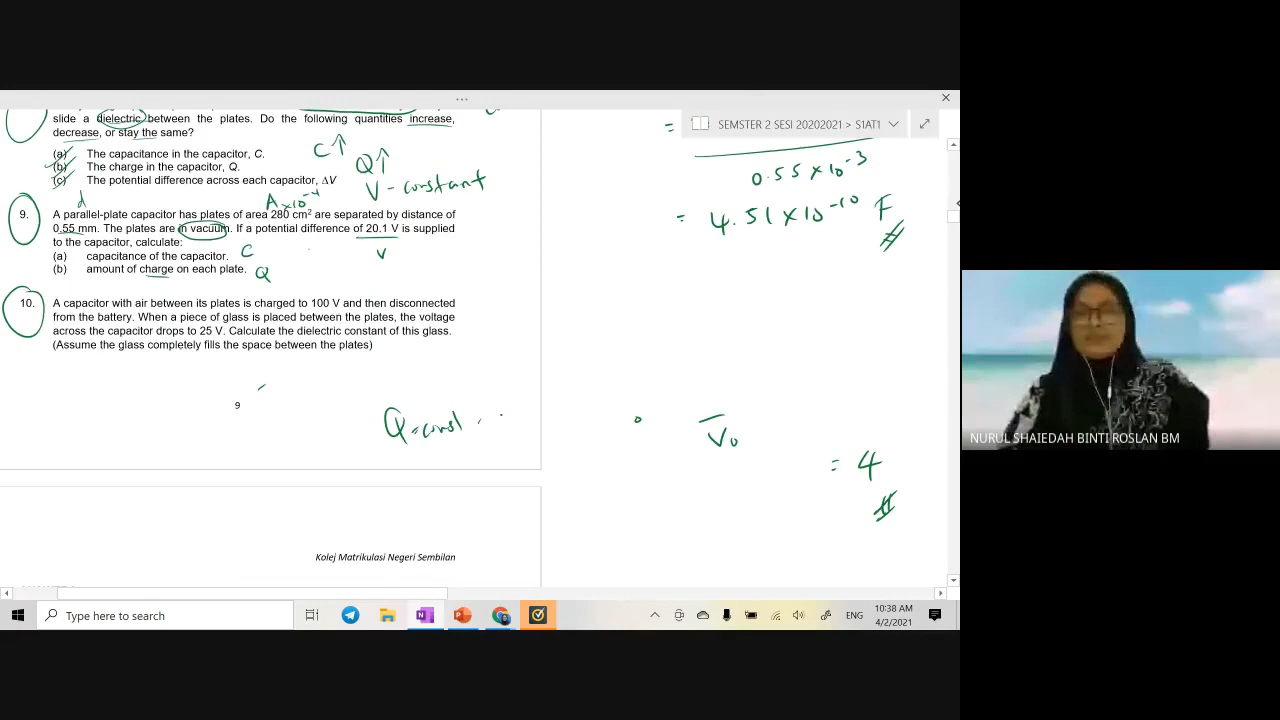 slide a dielectric between the plates. Do the following quantities increase,
decrease, or stay the same?
(a) The capacitance in the capacitor, C.
(b) The charge in the capacitor, Q.
(c) The potential difference across each capacitor, ΔV
C↑
Q↑
V - constant
d
A×10⁻⁴
9. A parallel-plate capacitor has plates of area 280 cm² are separated by distance of
0.55 mm. The plates are in vacuum. If a potential difference of 20.1 V is supplied
to the capacitor, calculate:
V
(a) capacitance of the capacitor. C
(b) amount of charge on each plate. Q
10. A capacitor with air between its plates is charged to 100 V and then disconnected
from the battery. When a piece of glass is placed between the plates, the voltage
across the capacitor drops to 25 V. Calculate the dielectric constant of this glass.
(Assume the glass completely fills the space between the plates)
9
Q = const
Kolej Matrikulasi Negeri Sembilan
SEMSTER 2 SESI 20202021 > S1AT1
=
0.55×10⁻³
= 4.51×10⁻¹⁰ F
V₀
= 4
NURUL SHAIEDAH BINTI ROSLAN BM
Type here to search
ENG
10:38 AM
4/2/2021